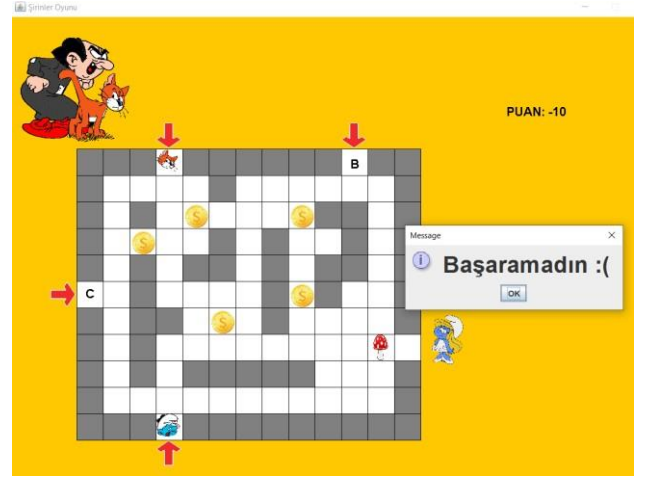 Şirinler Oyunu
PUAN: -10
B
Message
Başaramadın :(
OK
C